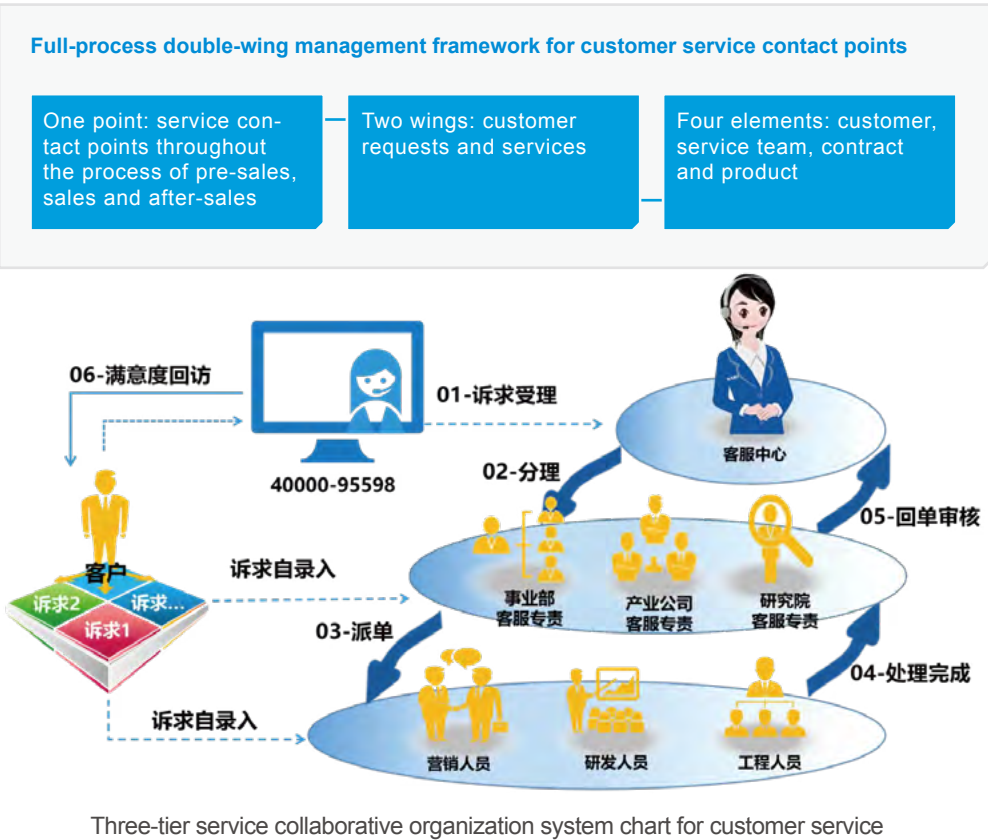 Full-process double-wing management framework for customer service contact points
One point: service con-
tact points throughout
the process of pre-sales,
sales and after-sales
Two wings: customer
requests and services
Four elements: customer,
service team, contract
and product
06-满意度回访
01-诉求受理
40000-95598
客服中心
02-分理
05-回单审核
客户
诉求2
诉求...
诉求1
诉求自录入
事业部
客服专责
产业公司
客服专责
研究院
客服专责
03-派单
04-处理完成
诉求自录入
营销人员
研发人员
工程人员
Three-tier service collaborative organization system chart for customer service